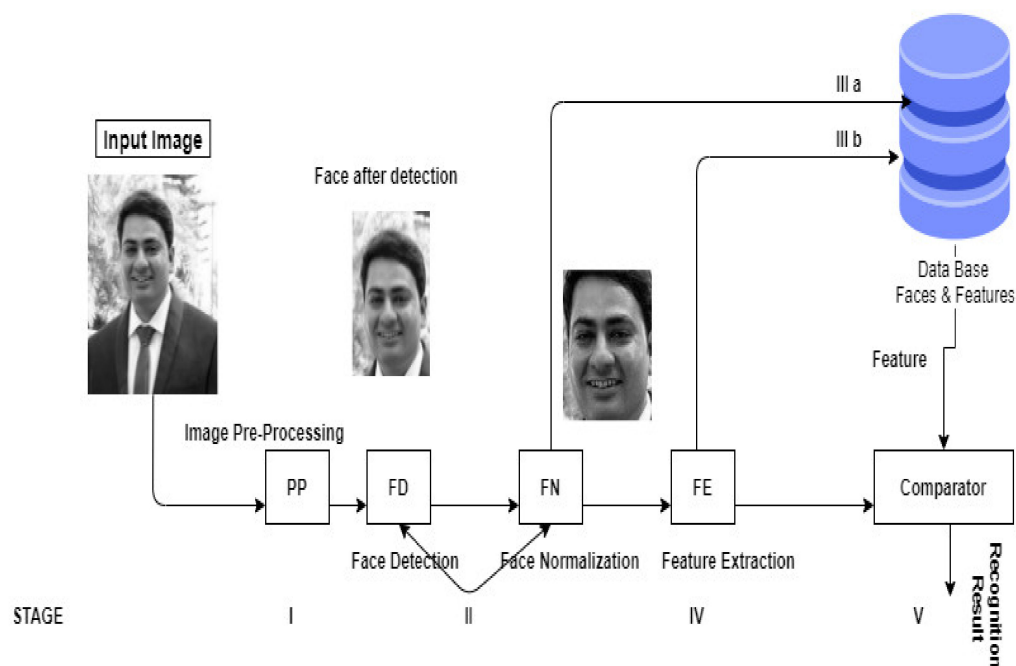 III a
Input Image
III b
Face after detection
Data Base
Faces & Features
Feature
Image Pre-Processing
PP
FD
FN
FE
Comparator
Face Detection
Face Normalization
Feature Extraction
Recognition
Result
STAGE
I
II
IV
V